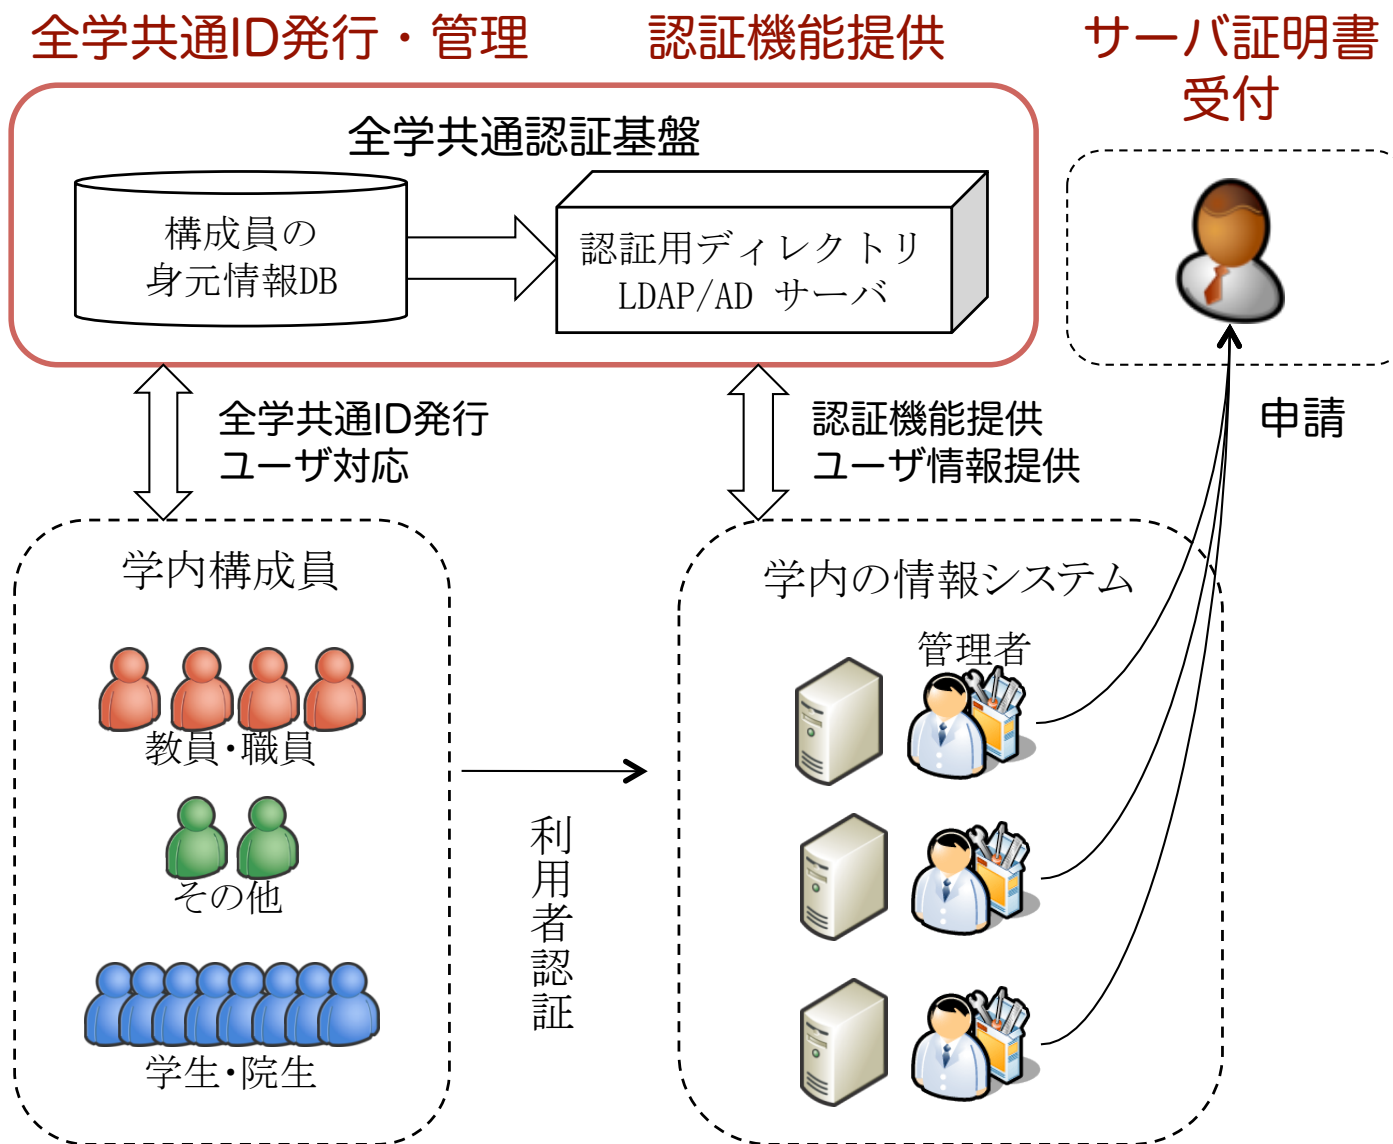 全学共通ID発行・管理
認証機能提供
サーバ証明書
受付
全学共通認証基盤
構成員の
身元情報DB
認証用ディレクトリ
LDAP/AD サーバ
全学共通ID発行
ユーザ対応
認証機能提供
ユーザ情報提供
申請
学内構成員
教員・職員
その他
学生・院生
利用者認証
学内の情報システム
管理者